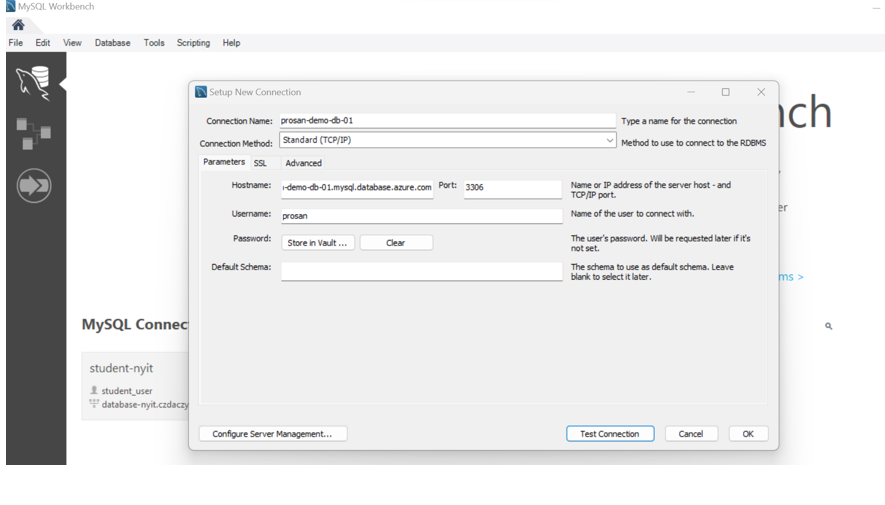 MySQL Workbench
File Edit View Database Tools Scripting Help
Setup New Connection
Connection Name: prosan-demo-db-01 Type a name for the connection
Connection Method: Standard (TCP/IP) Method to use to connect to the RDBMS
Parameters SSL Advanced
Hostname: -demo-db-01.mysql.database.azure.com Port: 3306 Name or IP address of the server host - and
TCP/IP port.
Username: prosan Name of the user to connect with.
Password: Store in Vault ... Clear The user's password. Will be requested later if it's
not set.
Default Schema: The schema to use as default schema. Leave
blank to select it later.
Configure Server Management... Test Connection Cancel OK
nch
er
ms >
MySQL Connec
student-nyit
student_user
database-nyit.czdaczy